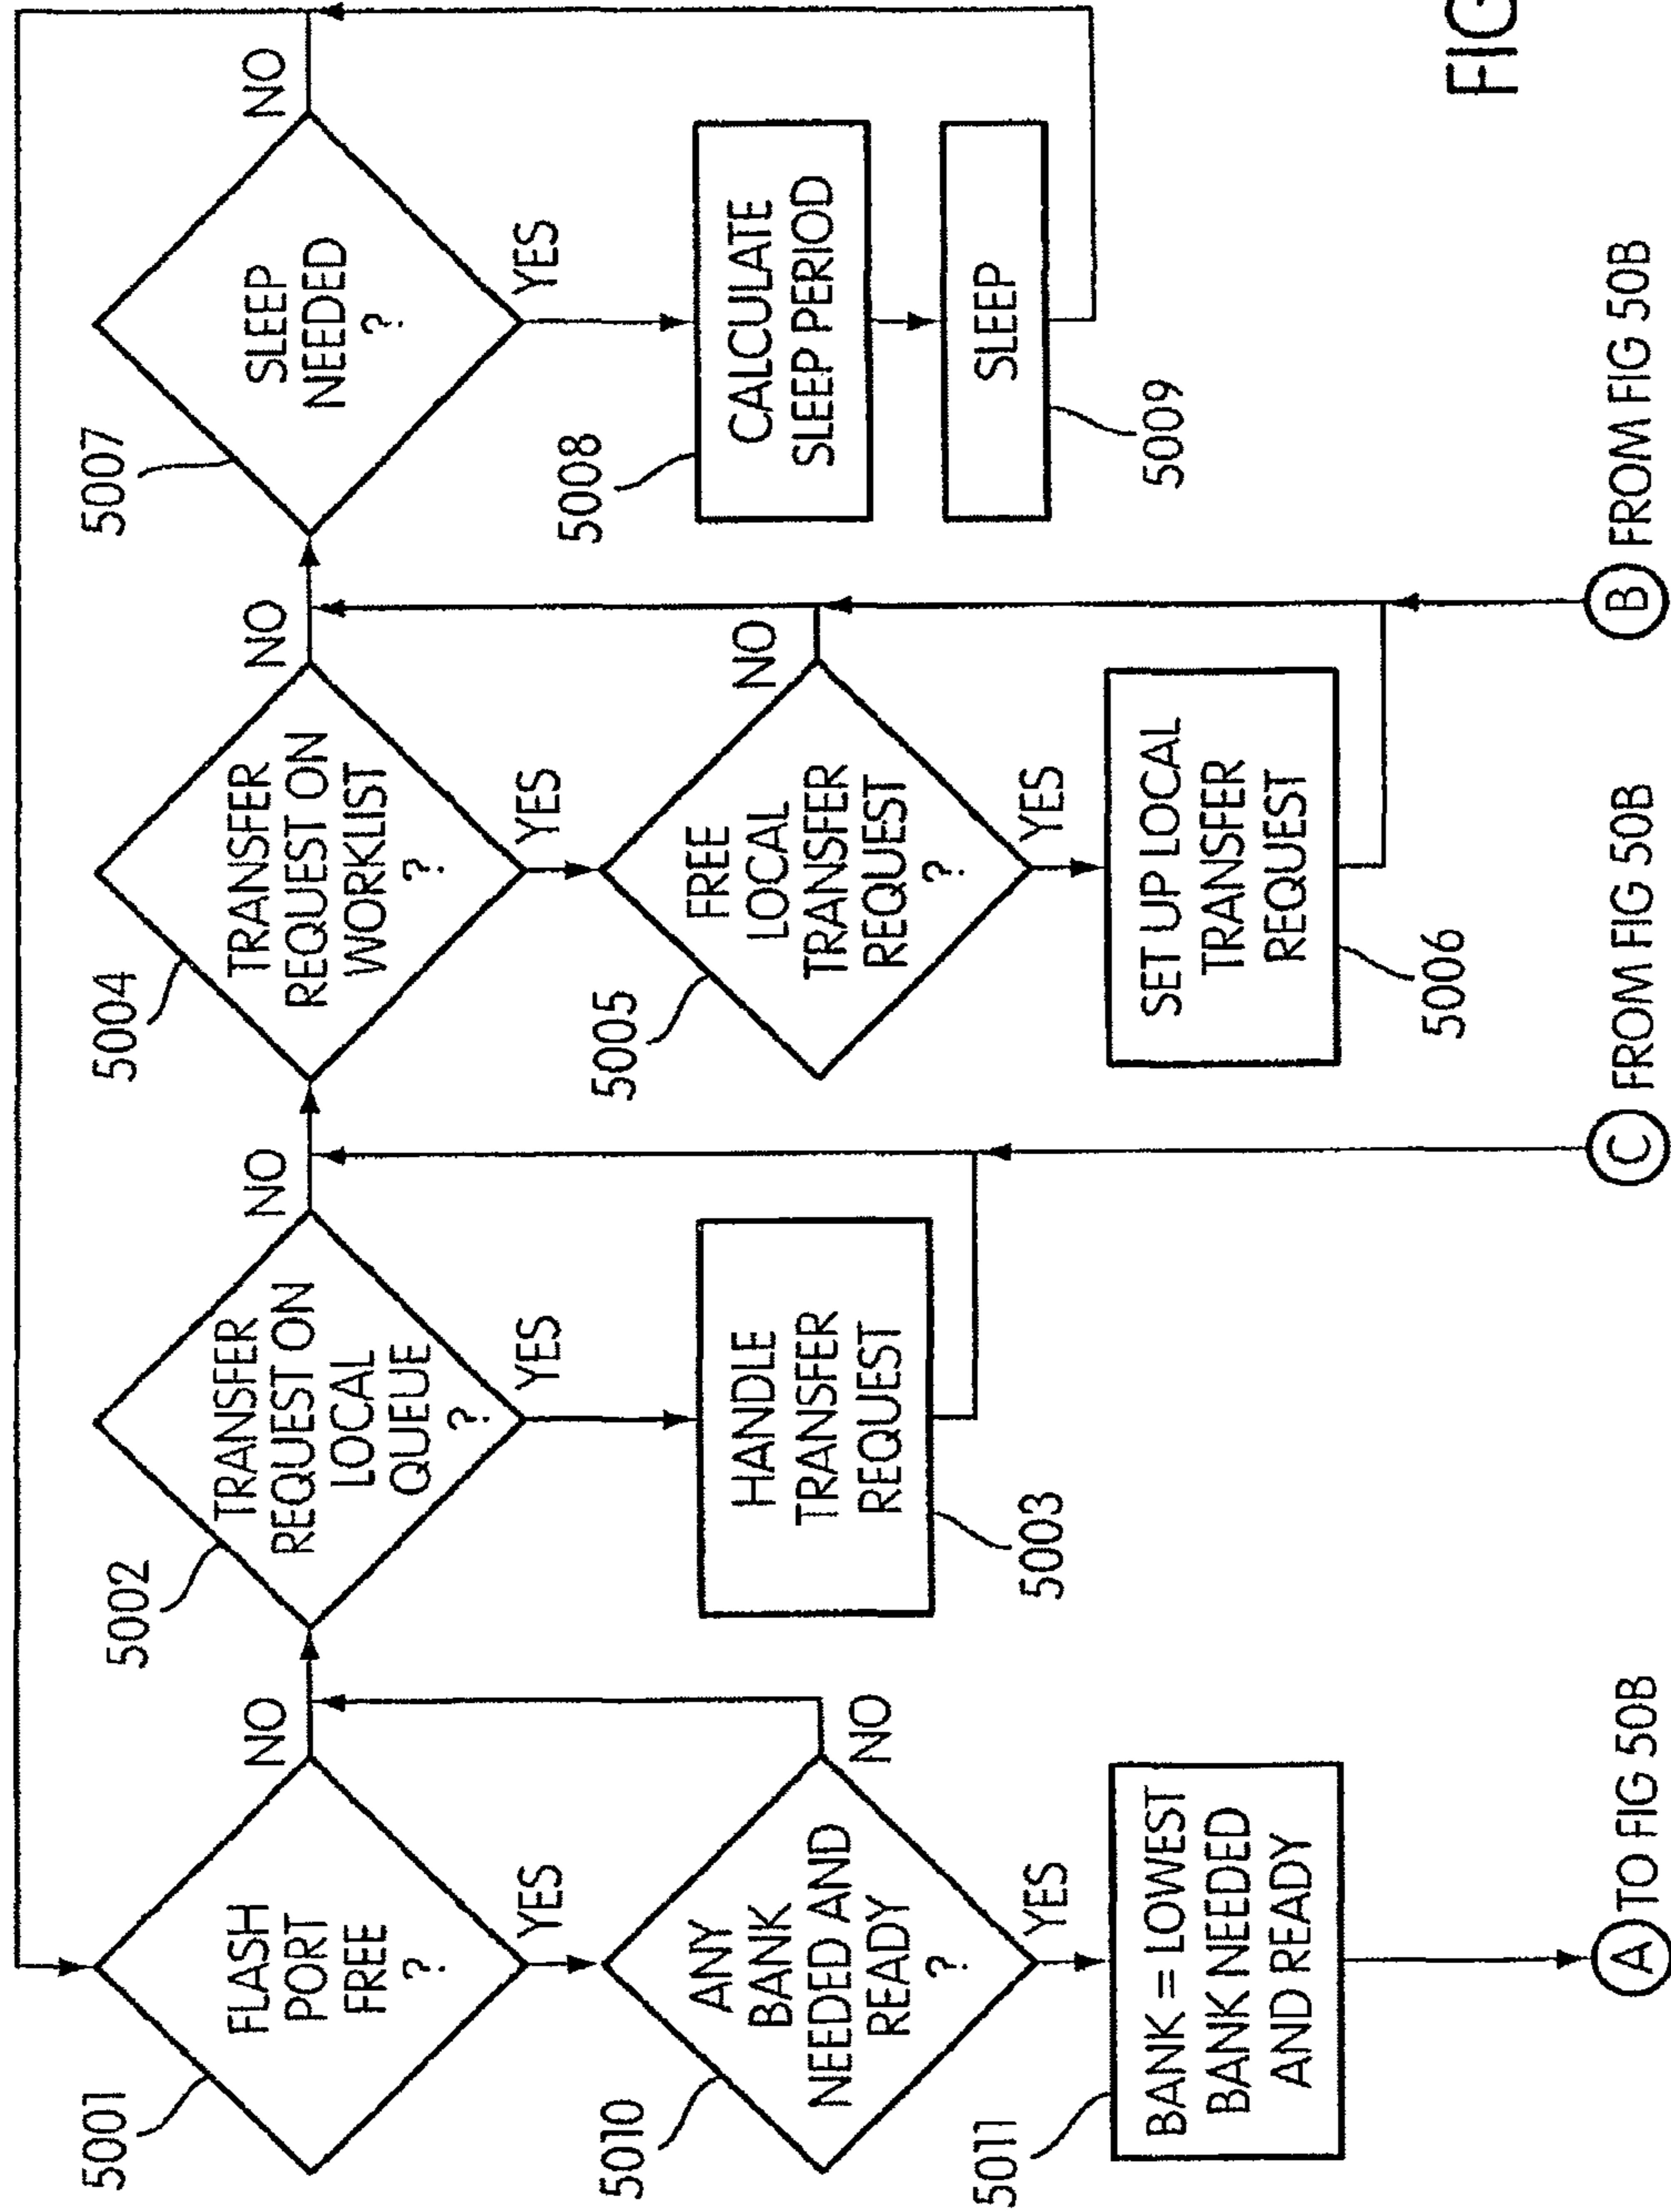 5001
FLASH
PORT
FREE
?
NO
YES
5010
ANY
BANK
NEEDED AND
READY
?
NO
YES
5011
BANK = LOWEST
BANK NEEDED
AND READY
A TO FIG 50B
5002
TRANSFER
REQUEST ON
LOCAL
QUEUE
?
NO
YES
HANDLE
TRANSFER
REQUEST
5003
C FROM FIG 50B
5004
TRANSFER
REQUEST ON
WORKLIST
?
NO
YES
5005
FREE
LOCAL
TRANSFER
REQUEST
?
NO
YES
SET UP LOCAL
TRANSFER
REQUEST
5006
B FROM FIG 50B
5007
SLEEP
NEEDED
?
NO
YES
5008
CALCULATE
SLEEP PERIOD
SLEEP
5009
FIG